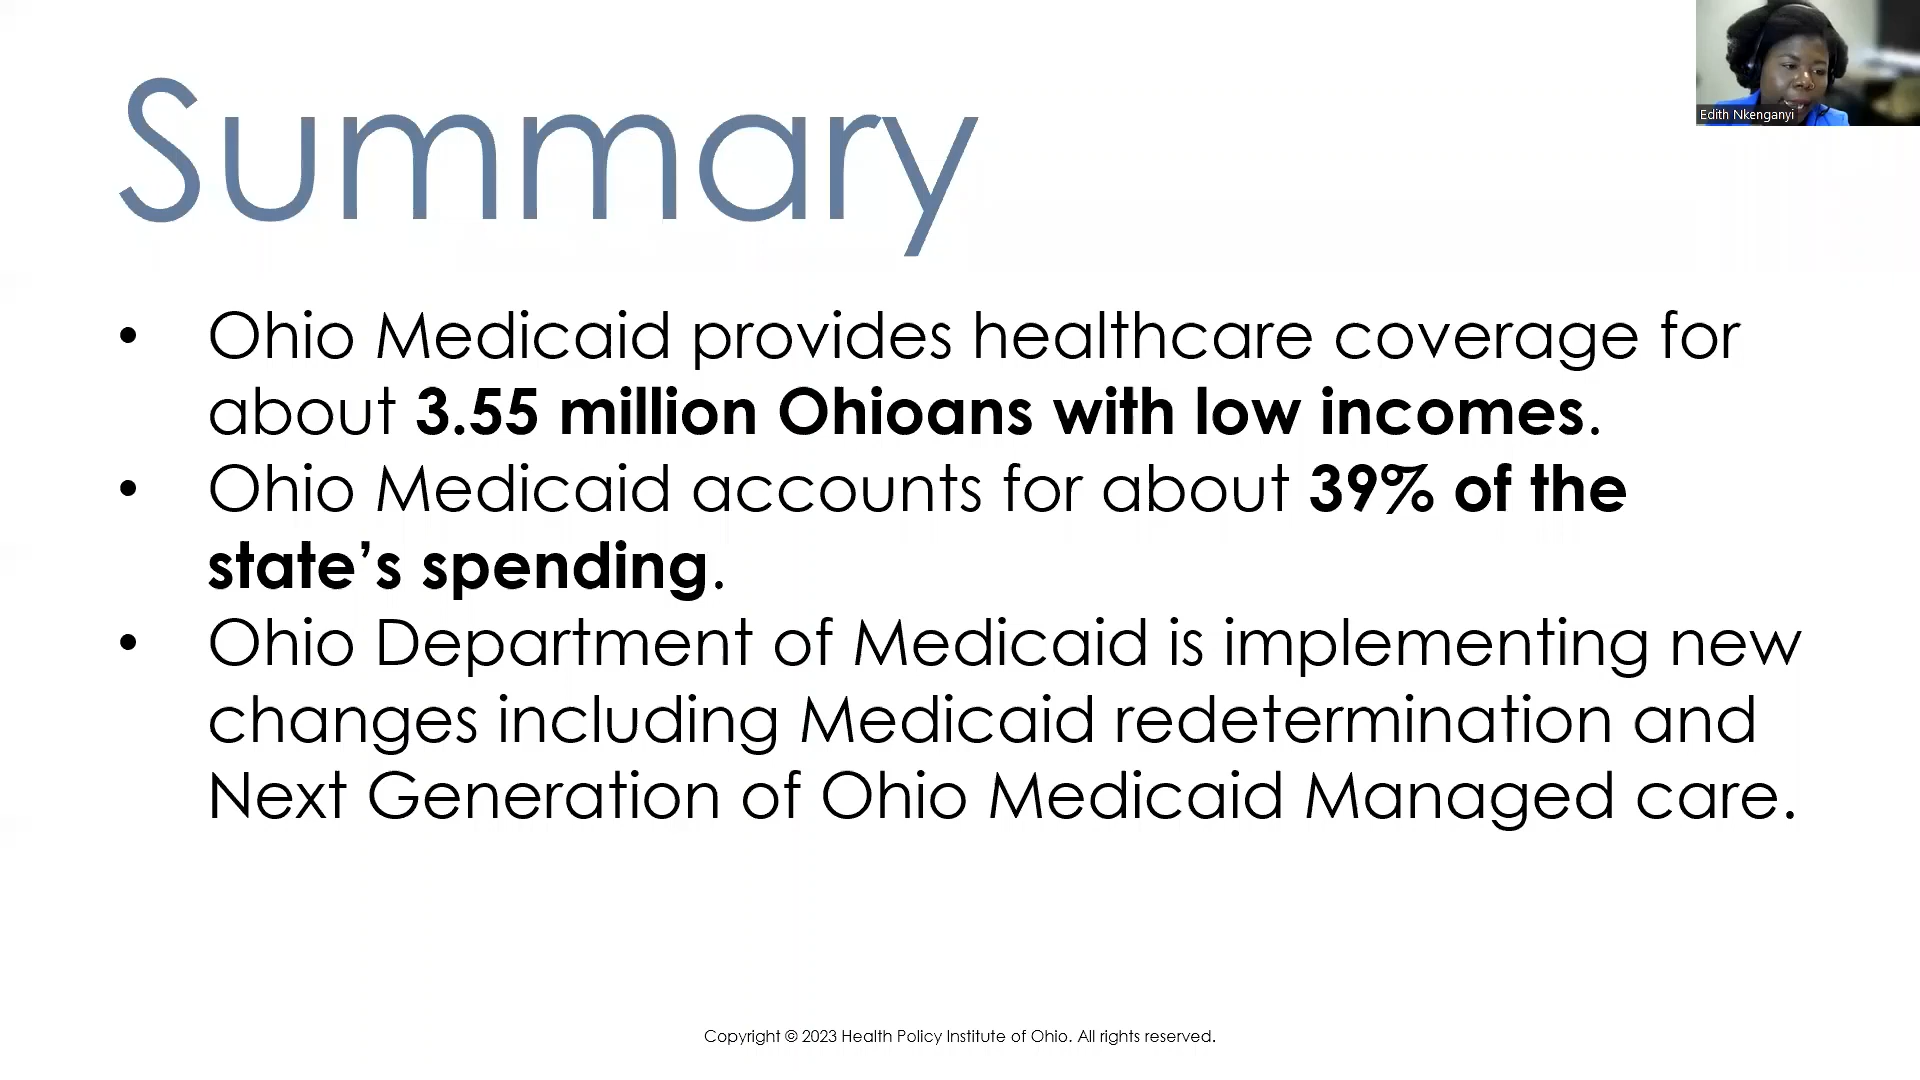 Summary
Edith Nkenganyi
• Ohio Medicaid provides healthcare coverage for
about 3.55 million Ohioans with low incomes.
• Ohio Medicaid accounts for about 39% of the
state’s spending.
• Ohio Department of Medicaid is implementing new
changes including Medicaid redetermination and
Next Generation of Ohio Medicaid Managed care.
Copyright © 2023 Health Policy Institute of Ohio. All rights reserved.